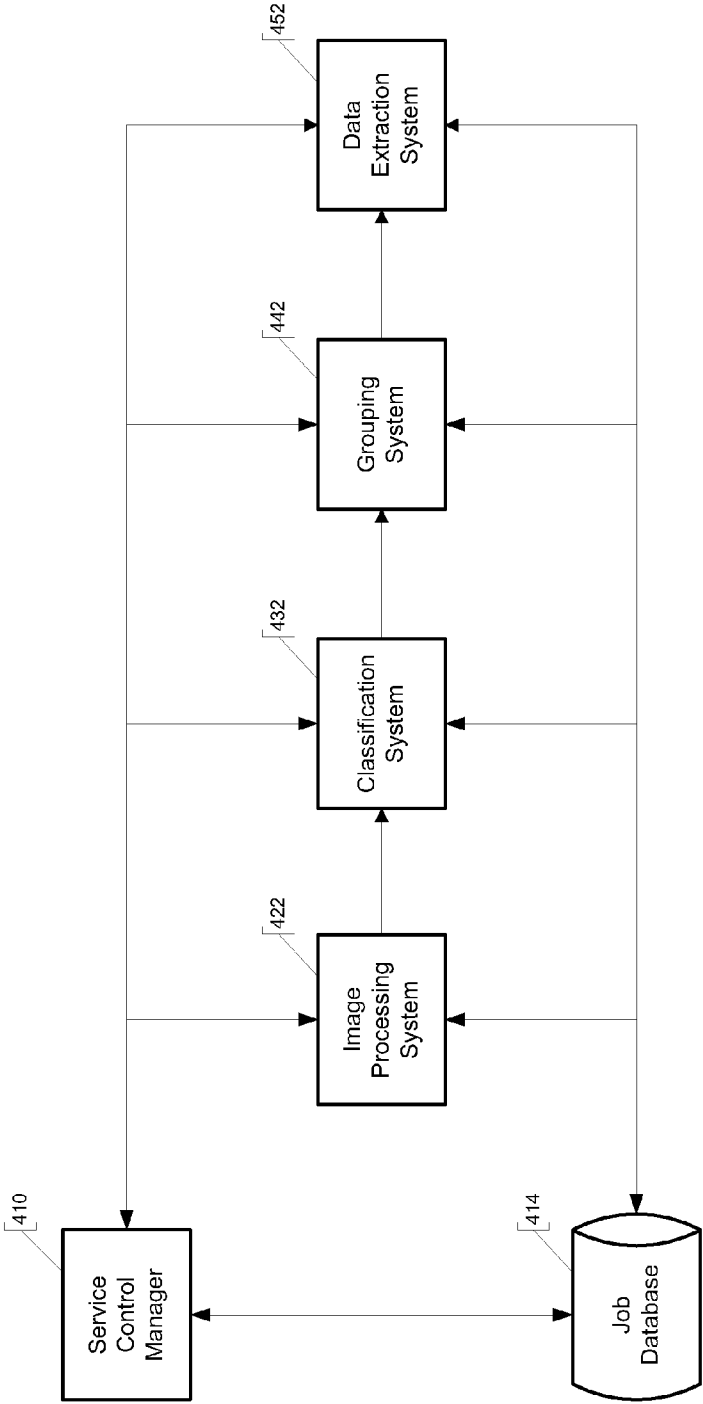 410
Service
Control
Manager
422
Image
Processing
System
432
Classification
System
442
Grouping
System
452
Data
Extraction
System
414
Job
Database